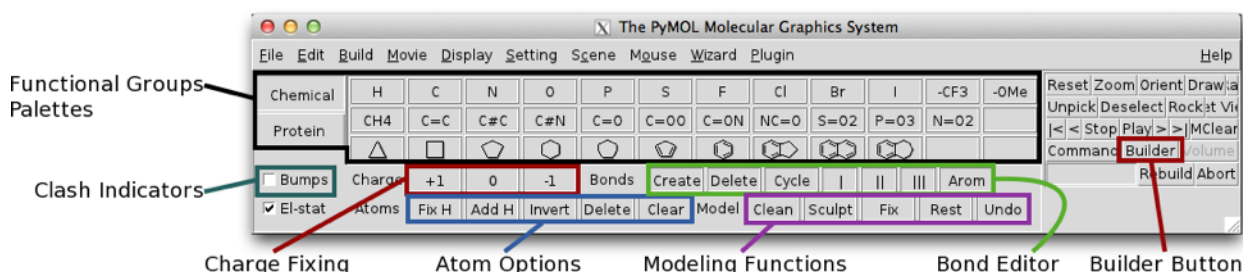 The PyMOL Molecular Graphics System
File Edit Build Movie Display Setting Scene Mouse Wizard Plugin Help
Functional Groups
Palettes
Chemical H C N O P S F Cl Br I -CF3 -OMe
Protein CH4 C=C C#C C#N C=O C=OO C=ON NC=O S=O2 P=O3 N=O2
Reset Zoom Orient Draw
Unpick Deselect Rocket
|< < Stop Play > >| MClear
Command Builder Volume
Rebuild Abort
Clash Indicators
Bumps Charge +1 0 -1 Bonds Create Delete Cycle | || ||| Arom
El-stat Atoms Fix H Add H Invert Delete Clear Model Clean Sculpt Fix Rest Undo
Charge Fixing Atom Options Modeling Functions Bond Editor Builder Button